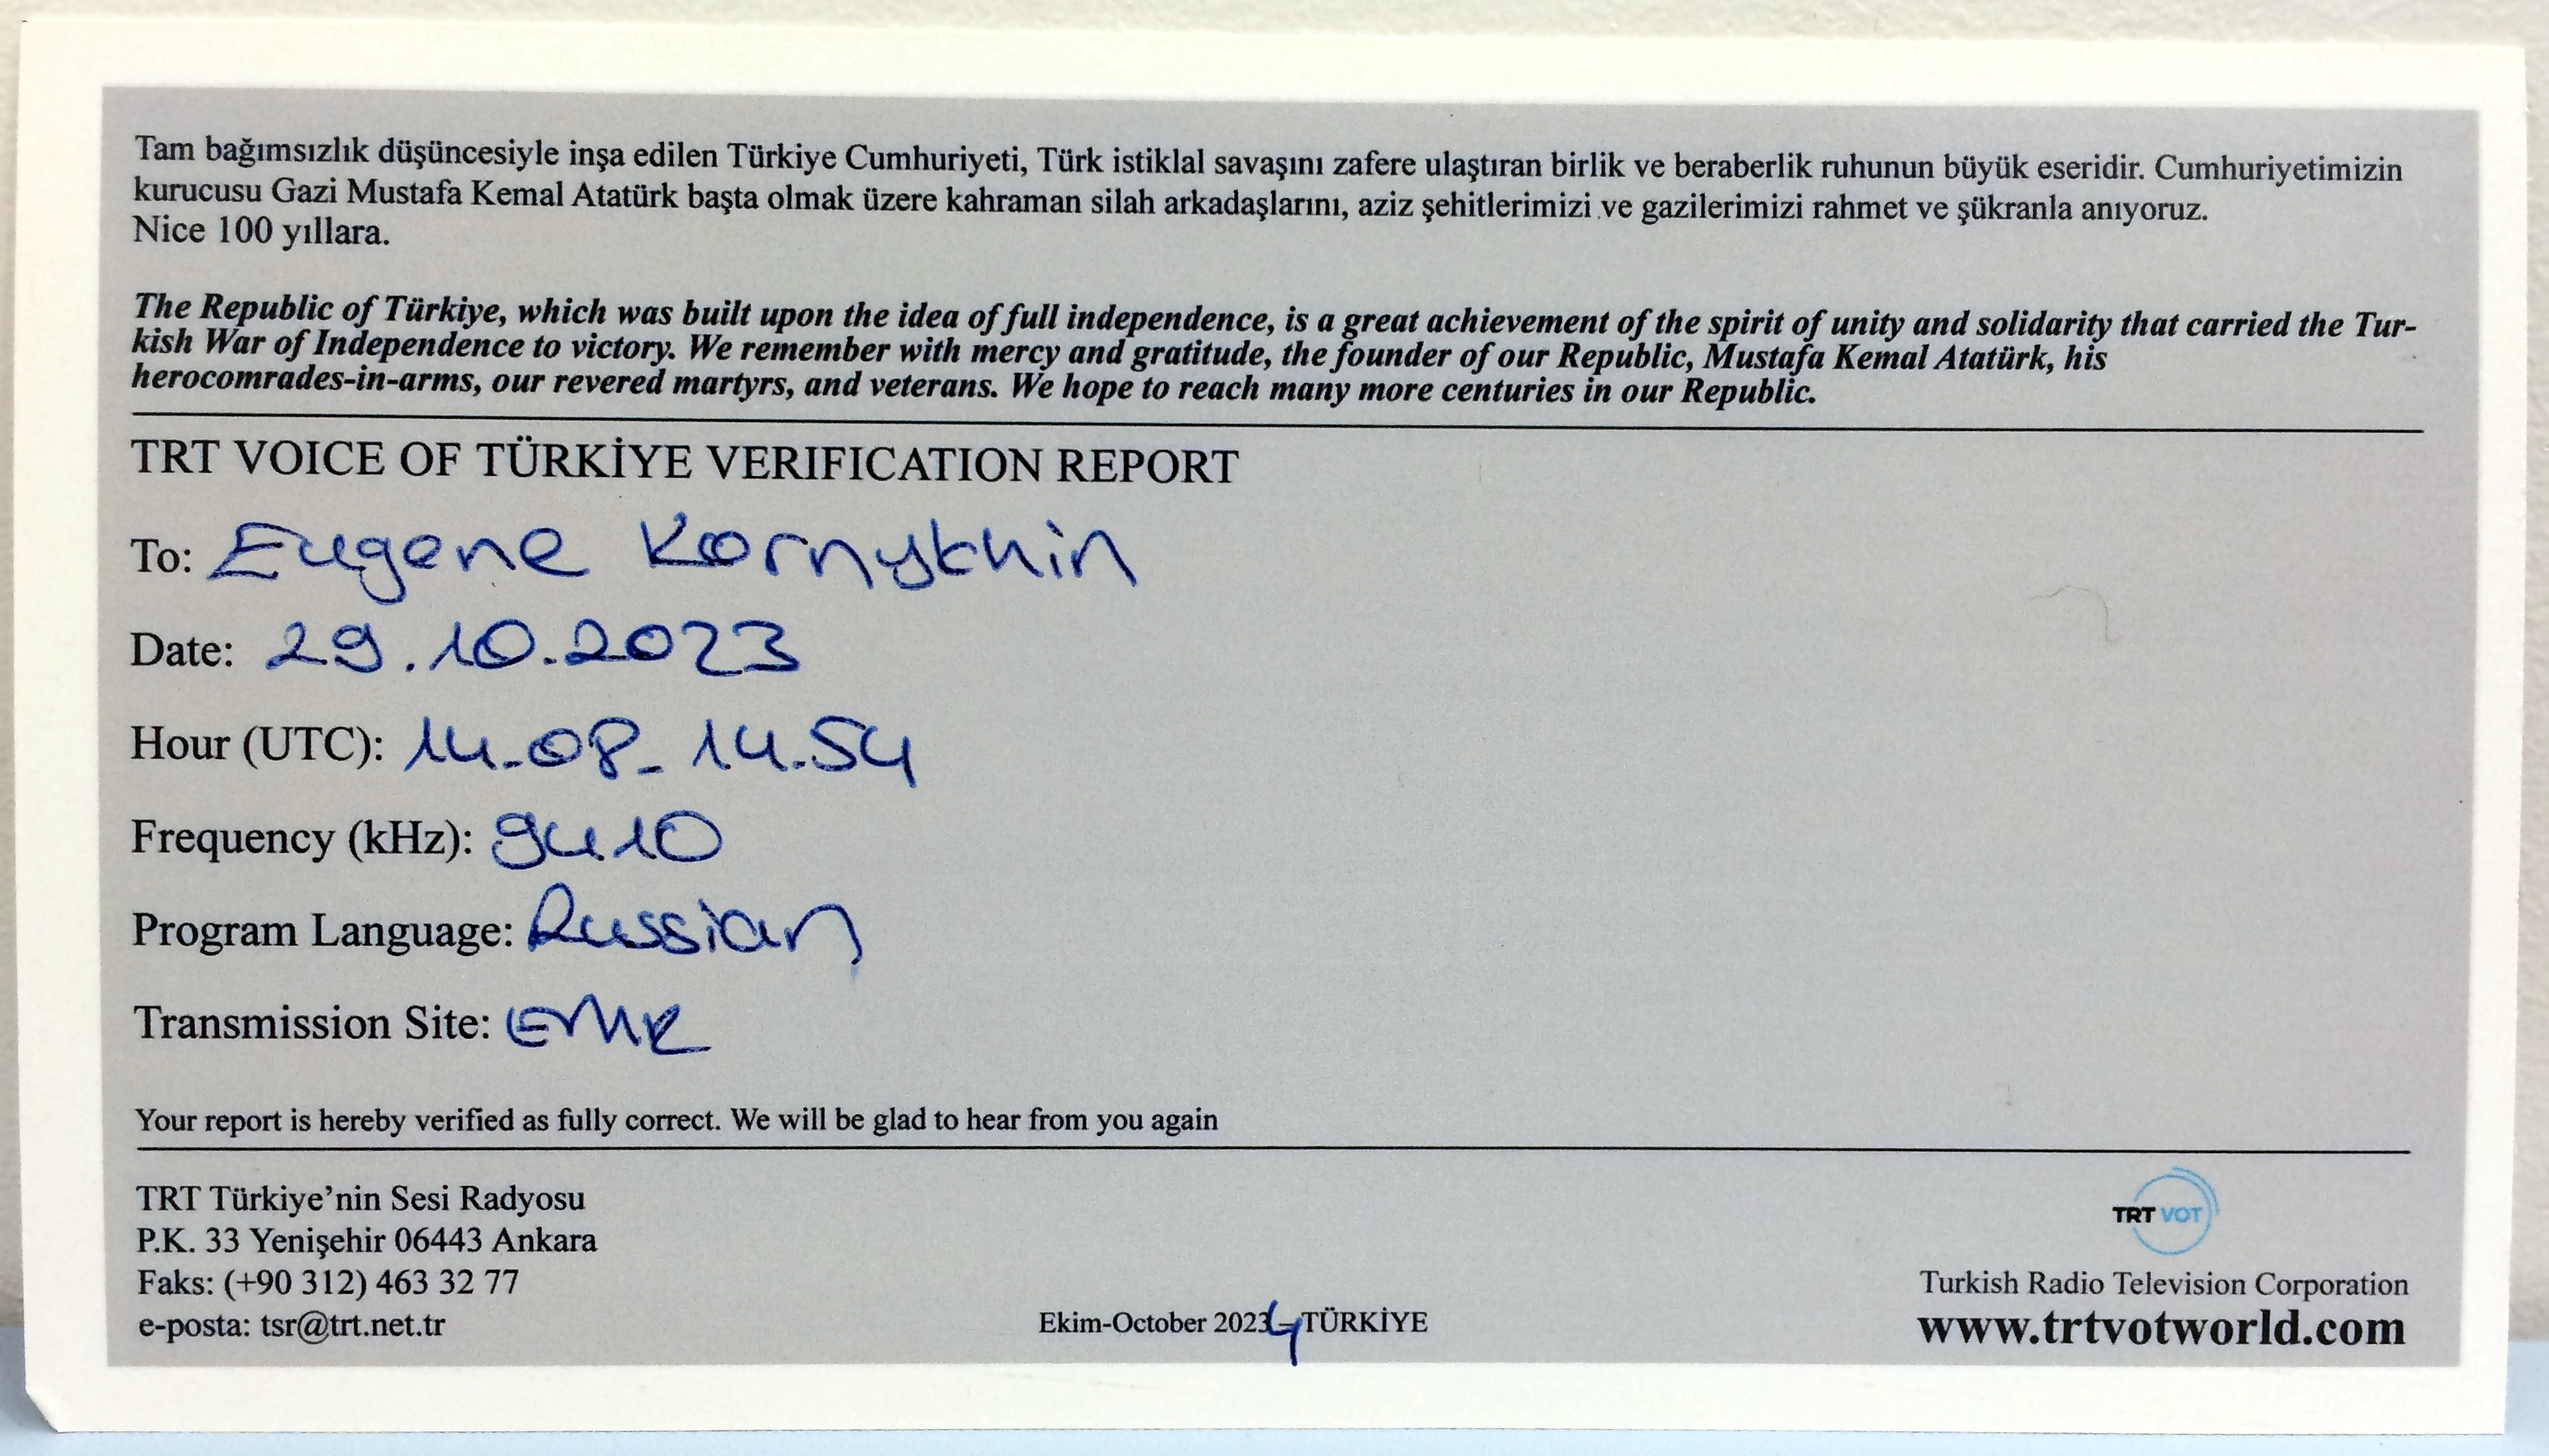 Tam bağımsızlık düşüncesiyle inşa edilen Türkiye Cumhuriyeti, Türk istiklal savaşını zafere ulaştıran birlik ve beraberlik ruhunun büyük eseridir. Cumhuriyetimizin
kurucusu Gazi Mustafa Kemal Atatürk başta olmak üzere kahraman silah arkadaşlarını, aziz şehitlerimizi ve gazilerimizi rahmet ve şükranla anıyoruz.
Nice 100 yıllara.
The Republic of Türkiye, which was built upon the idea of full independence, is a great achievement of the spirit of unity and solidarity that carried the Tur-
kish War of Independence to victory. We remember with mercy and gratitude, the founder of our Republic, Mustafa Kemal Atatürk, his
herocomrades-in-arms, our revered martyrs, and veterans. We hope to reach many more centuries in our Republic.
TRT VOICE OF TÜRKİYE VERIFICATION REPORT
To: Eugene Kornykhin
Date: 29.10.2023
Hour (UTC): 14.08-14.54
Frequency (kHz): 9410
Program Language: Russian
Transmission Site: EMR
Your report is hereby verified as fully correct. We will be glad to hear from you again
TRT Türkiye'nin Sesi Radyosu
P.K. 33 Yenişehir 06443 Ankara
Faks: (+90 312) 463 32 77
e-posta: tsr@trt.net.tr
Ekim-October 2023 4 - TÜRKİYE
TRT VOT
Turkish Radio Television Corporation
www.trtvotworld.com